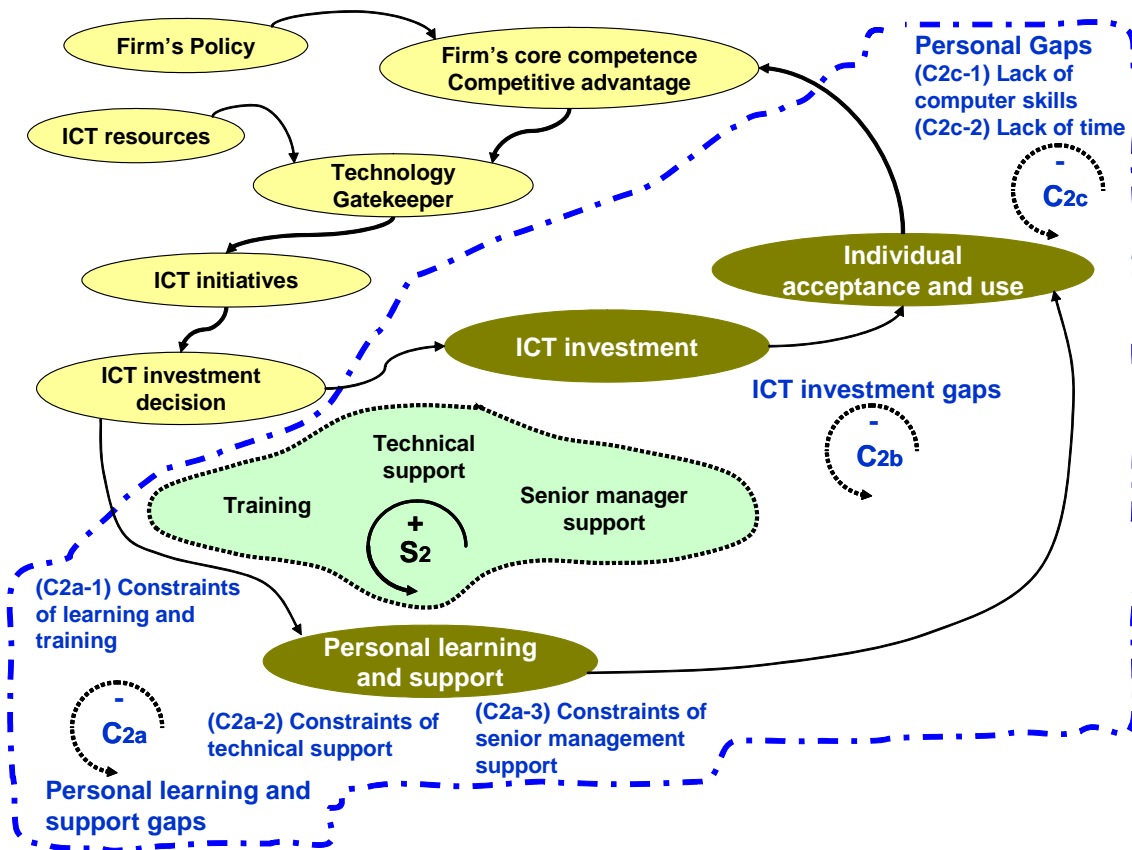 Firm's Policy
Firm's core competence
Competitive advantage
Personal Gaps
(C2c-1) Lack of
computer skills
(C2c-2) Lack of time
-
C2c
ICT resources
Technology
Gatekeeper
ICT initiatives
Individual
acceptance and use
ICT investment
ICT investment
decision
ICT investment gaps
-
C2b
Technical
support
Training
Senior manager
support
+
S2
(C2a-1) Constraints
of learning and
training
Personal learning
and support
-
C2a
(C2a-2) Constraints of
technical support
(C2a-3) Constraints of
senior management
support
Personal learning and
support gaps